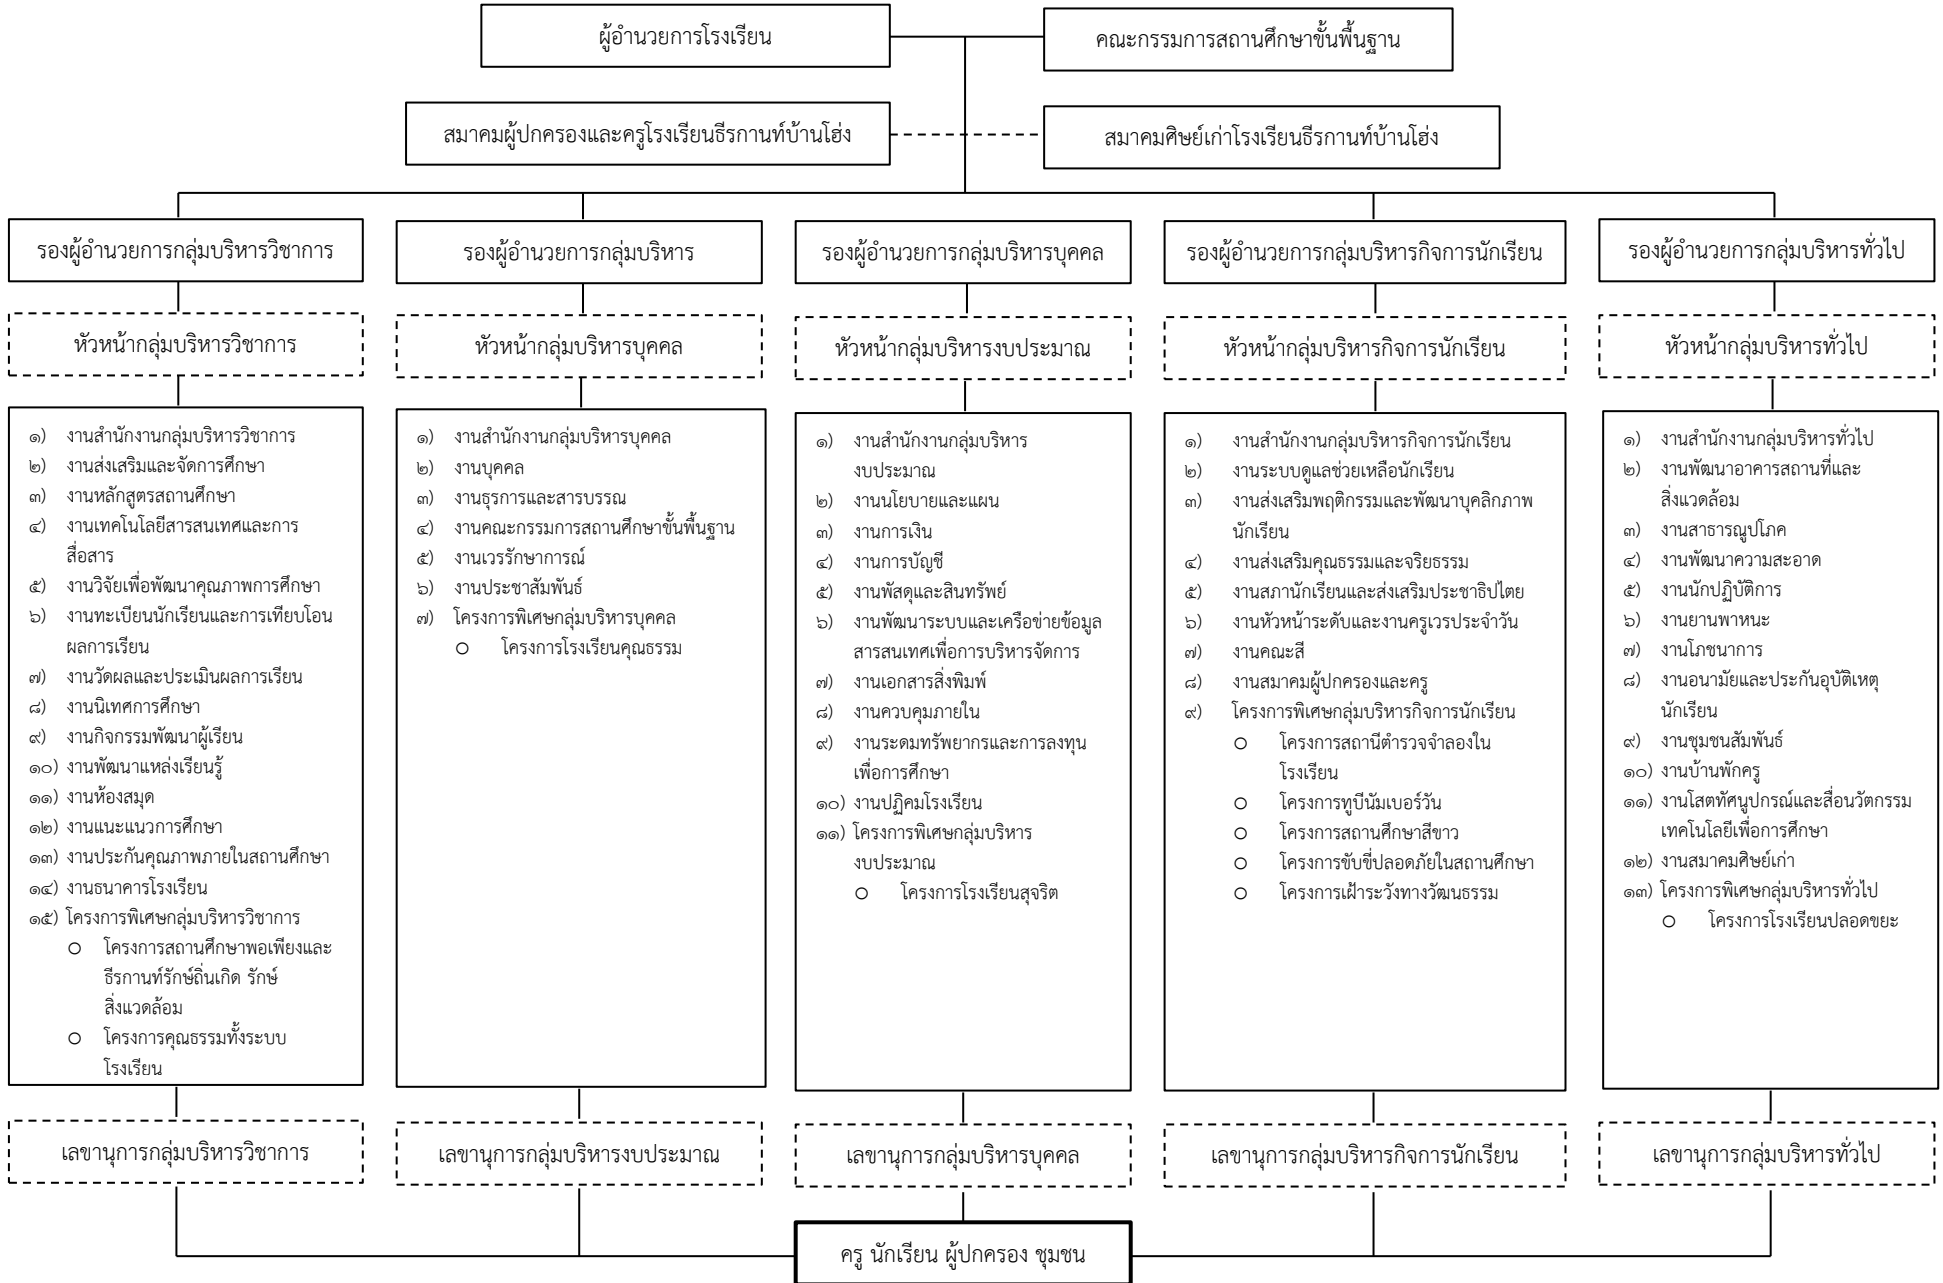 ผู้อำนวยการโรงเรียน
คณะกรรมการสถานศึกษาขั้นพื้นฐาน
สมาคมผู้ปกครองและครูโรงเรียนธีรกานท์บ้านโฮ่ง
สมาคมศิษย์เก่าโรงเรียนธีรกานท์บ้านโฮ่ง
รองผู้อำนวยการกลุ่มบริหารวิชาการ
รองผู้อำนวยการกลุ่มบริหาร
รองผู้อำนวยการกลุ่มบริหารบุคคล
รองผู้อำนวยการกลุ่มบริหารกิจการนักเรียน
รองผู้อำนวยการกลุ่มบริหารทั่วไป
หัวหน้ากลุ่มบริหารวิชาการ
หัวหน้ากลุ่มบริหารบุคคล
หัวหน้ากลุ่มบริหารงบประมาณ
หัวหน้ากลุ่มบริหารกิจการนักเรียน
หัวหน้ากลุ่มบริหารทั่วไป
๑) งานสำนักงานกลุ่มบริหารวิชาการ
๒) งานส่งเสริมและจัดการศึกษา
๓) งานหลักสูตรสถานศึกษา
๔) งานเทคโนโลยีสารสนเทศและการ
สื่อสาร
๕) งานวิจัยเพื่อพัฒนาคุณภาพการศึกษา
๖) งานทะเบียนนักเรียนและการเทียบโอน
ผลการเรียน
๗) งานวัดผลและประเมินผลการเรียน
๘) งานนิเทศการศึกษา
๙) งานกิจกรรมพัฒนาผู้เรียน
๑๐) งานพัฒนาแหล่งเรียนรู้
๑๑) งานห้องสมุด
๑๒) งานแนะแนวการศึกษา
๑๓) งานประกันคุณภาพภายในสถานศึกษา
๑๔) งานธนาคารโรงเรียน
๑๕) โครงการพิเศษกลุ่มบริหารวิชาการ
o โครงการสถานศึกษาพอเพียงและ
ธีรกานท์รักษ์ถิ่นเกิด รักษ์
สิ่งแวดล้อม
o โครงการคุณธรรมทั้งระบบ
โรงเรียน
๑) งานสำนักงานกลุ่มบริหารบุคคล
๒) งานบุคคล
๓) งานธุรการและสารบรรณ
๔) งานคณะกรรมการสถานศึกษาขั้นพื้นฐาน
๕) งานเวรรักษาการณ์
๖) งานประชาสัมพันธ์
๗) โครงการพิเศษกลุ่มบริหารบุคคล
o โครงการโรงเรียนคุณธรรม
๑) งานสำนักงานกลุ่มบริหาร
งบประมาณ
๒) งานนโยบายและแผน
๓) งานการเงิน
๔) งานการบัญชี
๕) งานพัสดุและสินทรัพย์
๖) งานพัฒนาระบบและเครือข่ายข้อมูล
สารสนเทศเพื่อการบริหารจัดการ
๗) งานเอกสารสิ่งพิมพ์
๘) งานควบคุมภายใน
๙) งานระดมทรัพยากรและการลงทุน
เพื่อการศึกษา
๑๐) งานปฏิคมโรงเรียน
๑๑) โครงการพิเศษกลุ่มบริหาร
งบประมาณ
o โครงการโรงเรียนสุจริต
๑) งานสำนักงานกลุ่มบริหารกิจการนักเรียน
๒) งานระบบดูแลช่วยเหลือนักเรียน
๓) งานส่งเสริมพฤติกรรมและพัฒนาบุคลิกภาพ
นักเรียน
๔) งานส่งเสริมคุณธรรมและจริยธรรม
๕) งานสภานักเรียนและส่งเสริมประชาธิปไตย
๖) งานหัวหน้าระดับและงานครูเวรประจำวัน
๗) งานคณะสี
๘) งานสมาคมผู้ปกครองและครู
๙) โครงการพิเศษกลุ่มบริหารกิจการนักเรียน
o โครงการสถานีตำรวจจำลองใน
โรงเรียน
o โครงการทูบีนัมเบอร์วัน
o โครงการสถานศึกษาสีขาว
o โครงการขับขี่ปลอดภัยในสถานศึกษา
o โครงการเฝ้าระวังทางวัฒนธรรม
๑) งานสำนักงานกลุ่มบริหารทั่วไป
๒) งานพัฒนาอาคารสถานที่และ
สิ่งแวดล้อม
๓) งานสาธารณูปโภค
๔) งานพัฒนาความสะอาด
๕) งานนักปฏิบัติการ
๖) งานยานพาหนะ
๗) งานโภชนาการ
๘) งานอนามัยและประกันอุบัติเหตุ
นักเรียน
๙) งานชุมชนสัมพันธ์
๑๐) งานบ้านพักครู
๑๑) งานโสตทัศนูปกรณ์และสื่อนวัตกรรม
เทคโนโลยีเพื่อการศึกษา
๑๒) งานสมาคมศิษย์เก่า
๑๓) โครงการพิเศษกลุ่มบริหารทั่วไป
o โครงการโรงเรียนปลอดขยะ
เลขานุการกลุ่มบริหารวิชาการ
เลขานุการกลุ่มบริหารงบประมาณ
เลขานุการกลุ่มบริหารบุคคล
เลขานุการกลุ่มบริหารกิจการนักเรียน
เลขานุการกลุ่มบริหารทั่วไป
ครู นักเรียน ผู้ปกครอง ชุมชน